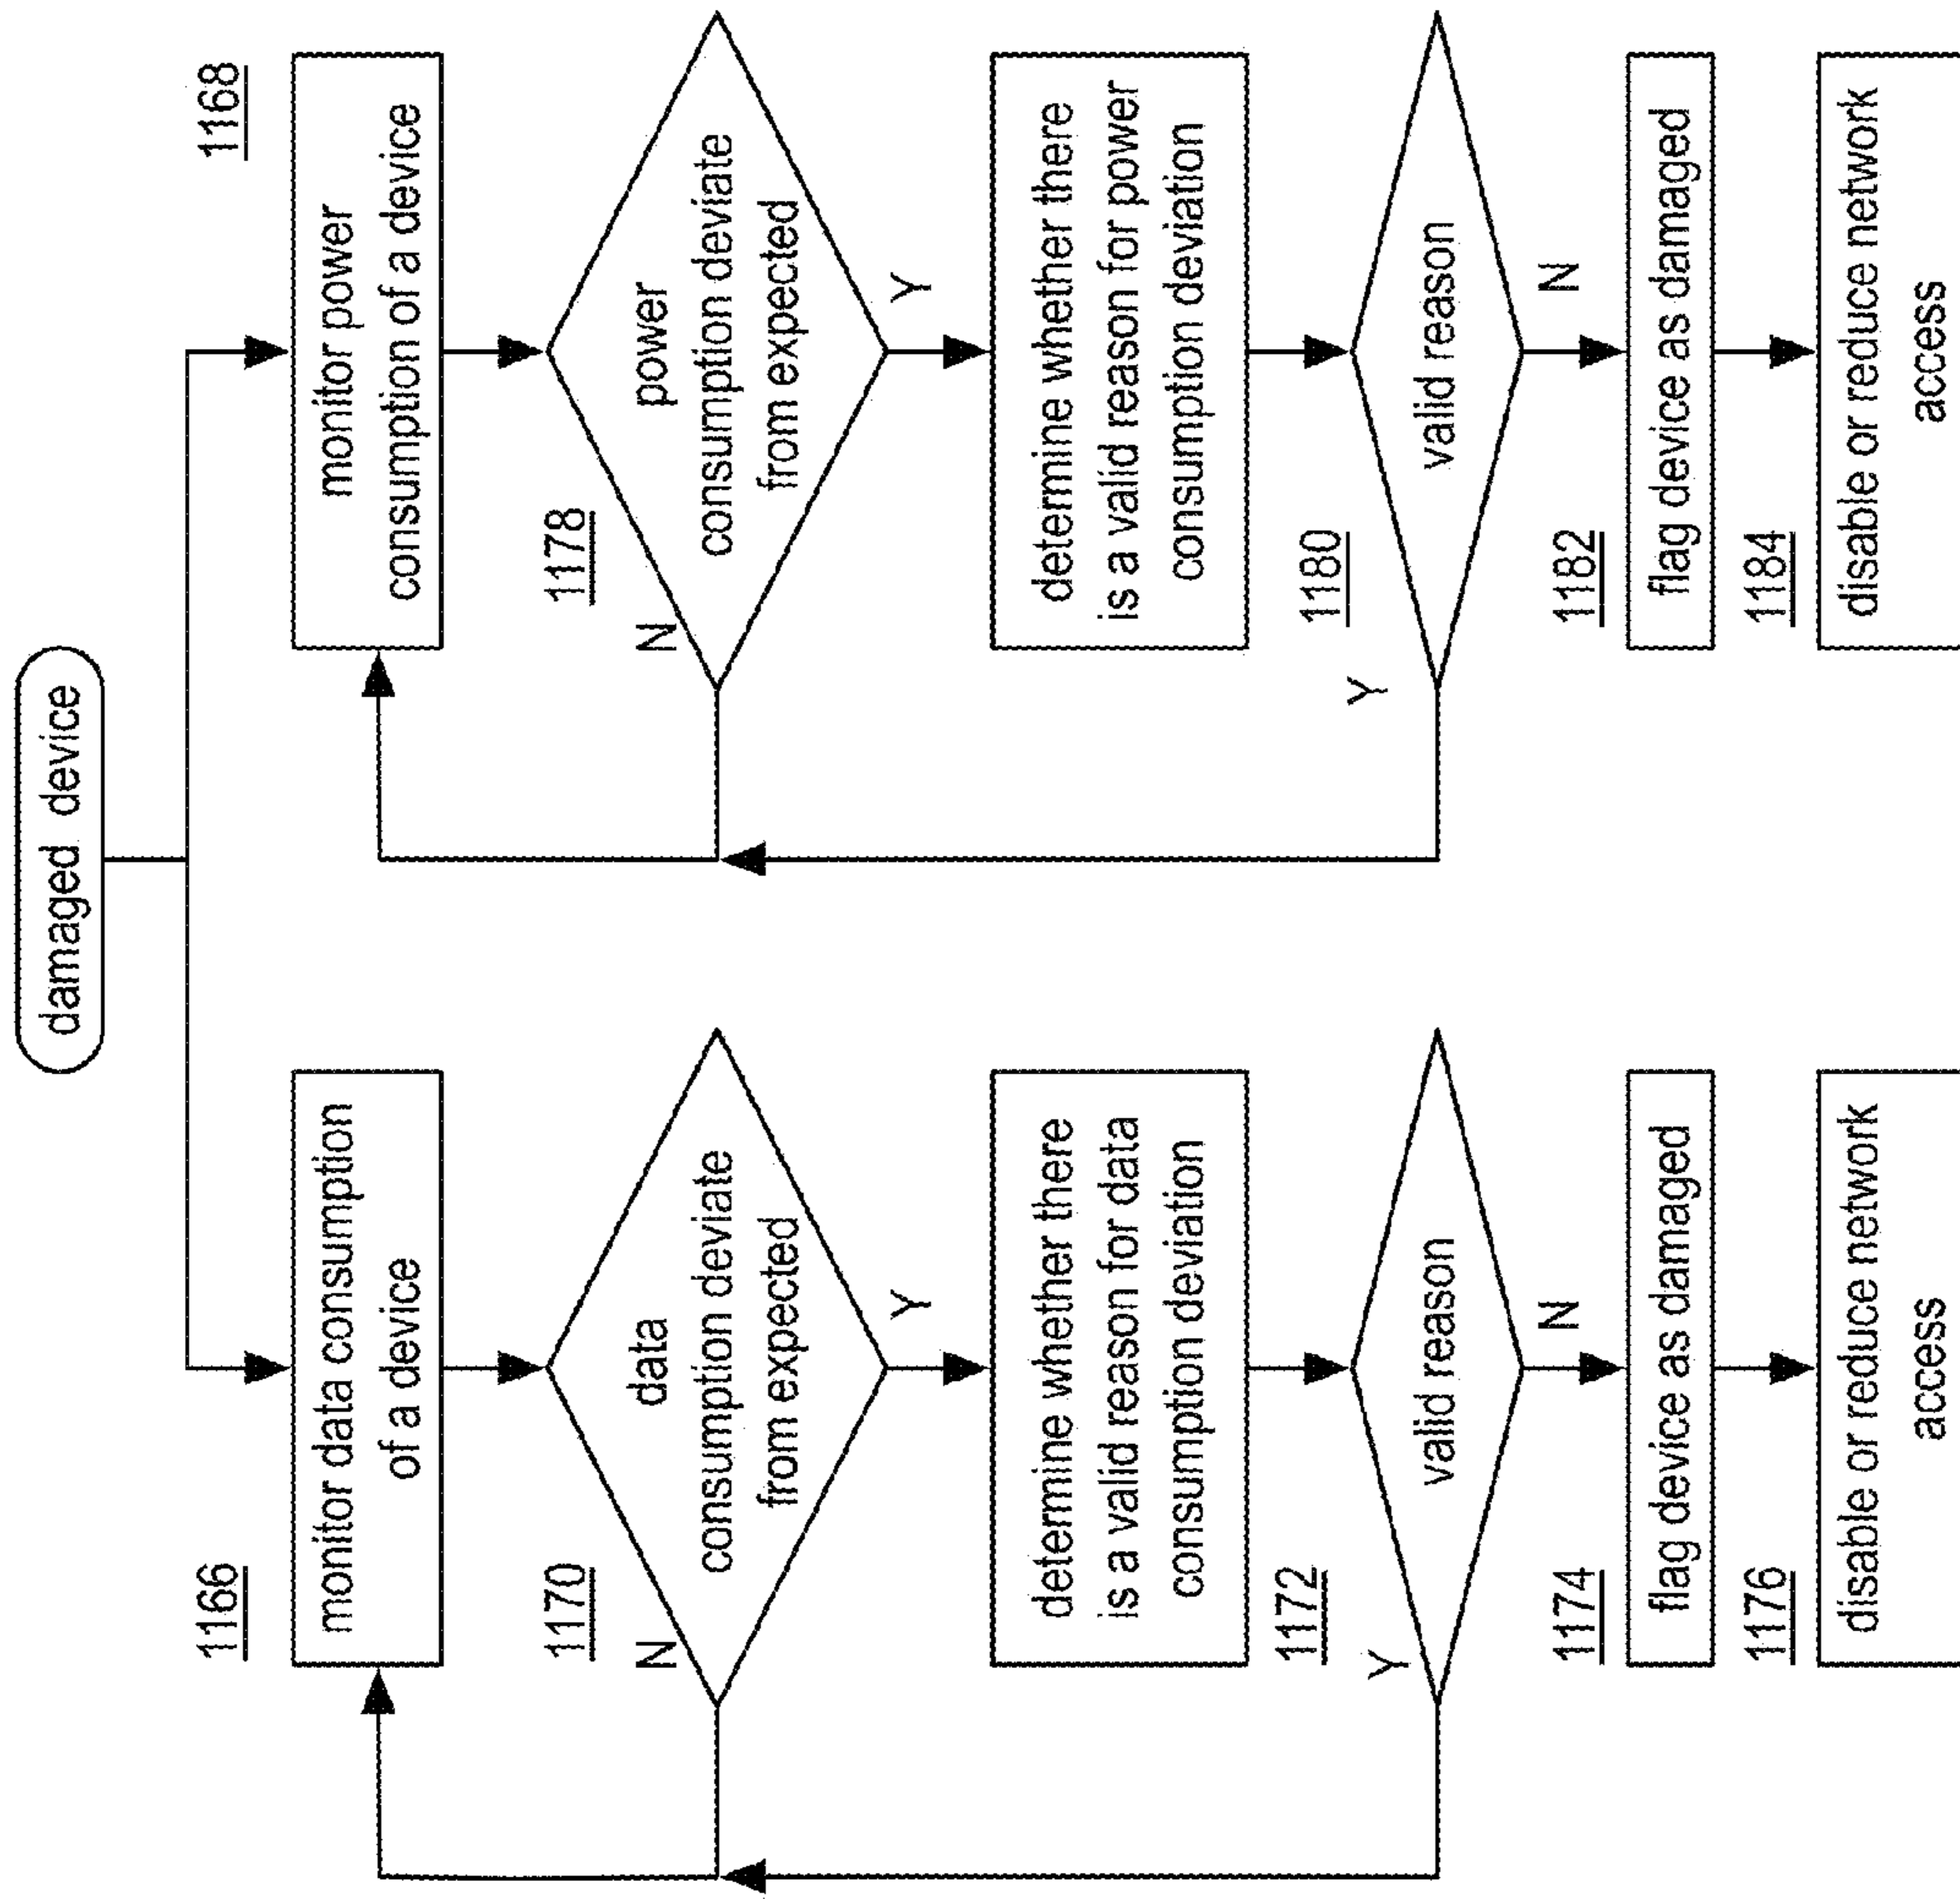 damaged device
1166
monitor data consumption
of a device
1170
data
consumption deviate
from expected
N
Y
determine whether there
is a valid reason for data
consumption deviation
1172
valid reason
Y
N
1174
flag device as damaged
1176
disable or reduce network
access
1168
monitor power
consumption of a device
1178
power
consumption deviate
from expected
N
Y
determine whether there
is a valid reason for power
consumption deviation
1180
valid reason
Y
N
1182
flag device as damaged
1184
disable or reduce network
access